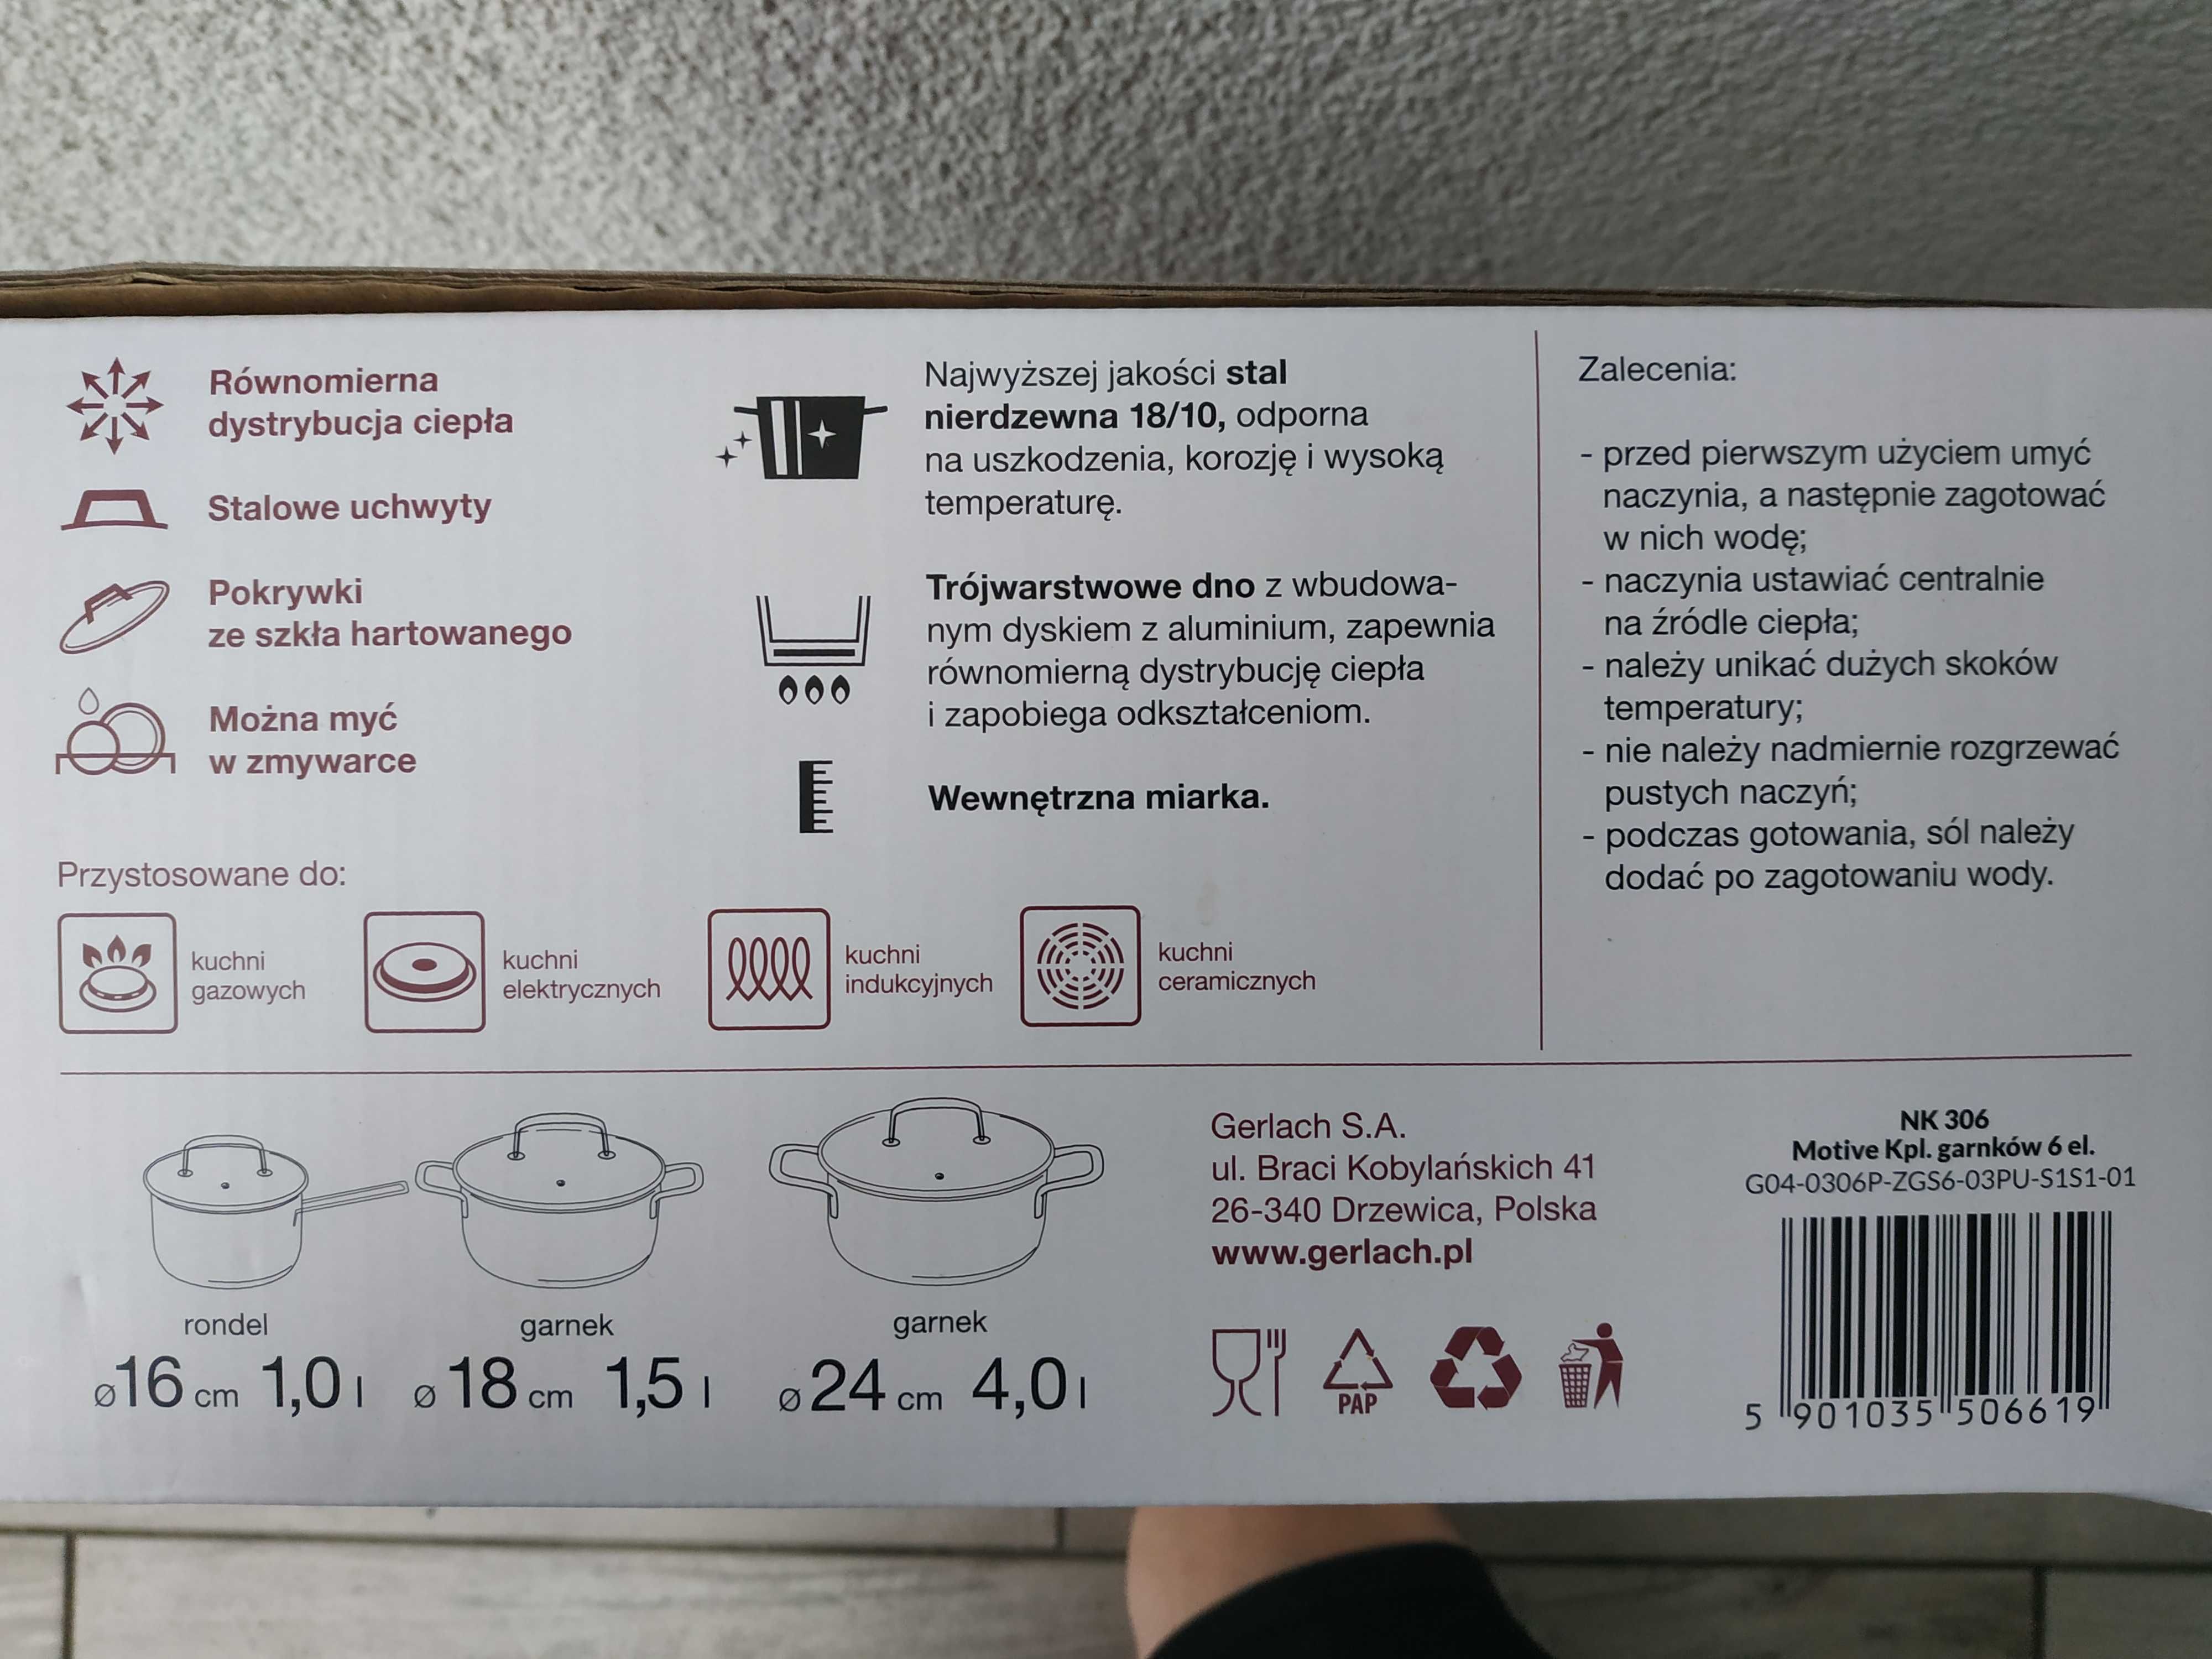 Równomierna
dystrybucja ciepła
Stalowe uchwyty
Pokrywki
ze szkła hartowanego
Można myć
w zmywarce
Najwyższej jakości stal
nierdzewna 18/10, odporna
na uszkodzenia, korozję i wysoką
temperaturę.
Trójwarstwowe dno z wbudowa-
nym dyskiem z aluminium, zapewnia
równomierną dystrybucję ciepła
i zapobiega odkształceniom.
Wewnętrzna miarka.
Przystosowane do:
kuchni
gazowych
kuchni
elektrycznych
kuchni
indukcyjnych
kuchni
ceramicznych
Zalecenia:
- przed pierwszym użyciem umyć
naczynia, a następnie zagotować
w nich wodę;
- naczynia ustawiać centralnie
na źródle ciepła;
- należy unikać dużych skoków
temperatury;
- nie należy nadmiernie rozgrzewać
pustych naczyń;
- podczas gotowania, sól należy
dodać po zagotowaniu wody.
rondel
ø16 cm 1,0 l
garnek
ø 18 cm 1,5 l
garnek
ø 24 cm 4,0 l
Gerlach S.A.
ul. Braci Kobylańskich 41
26-340 Drzewica, Polska
www.gerlach.pl
PAP
NK 306
Motive Kpl. garnków 6 el.
G04-0306P-ZGS6-03PU-S1S1-01
5 901035 506619